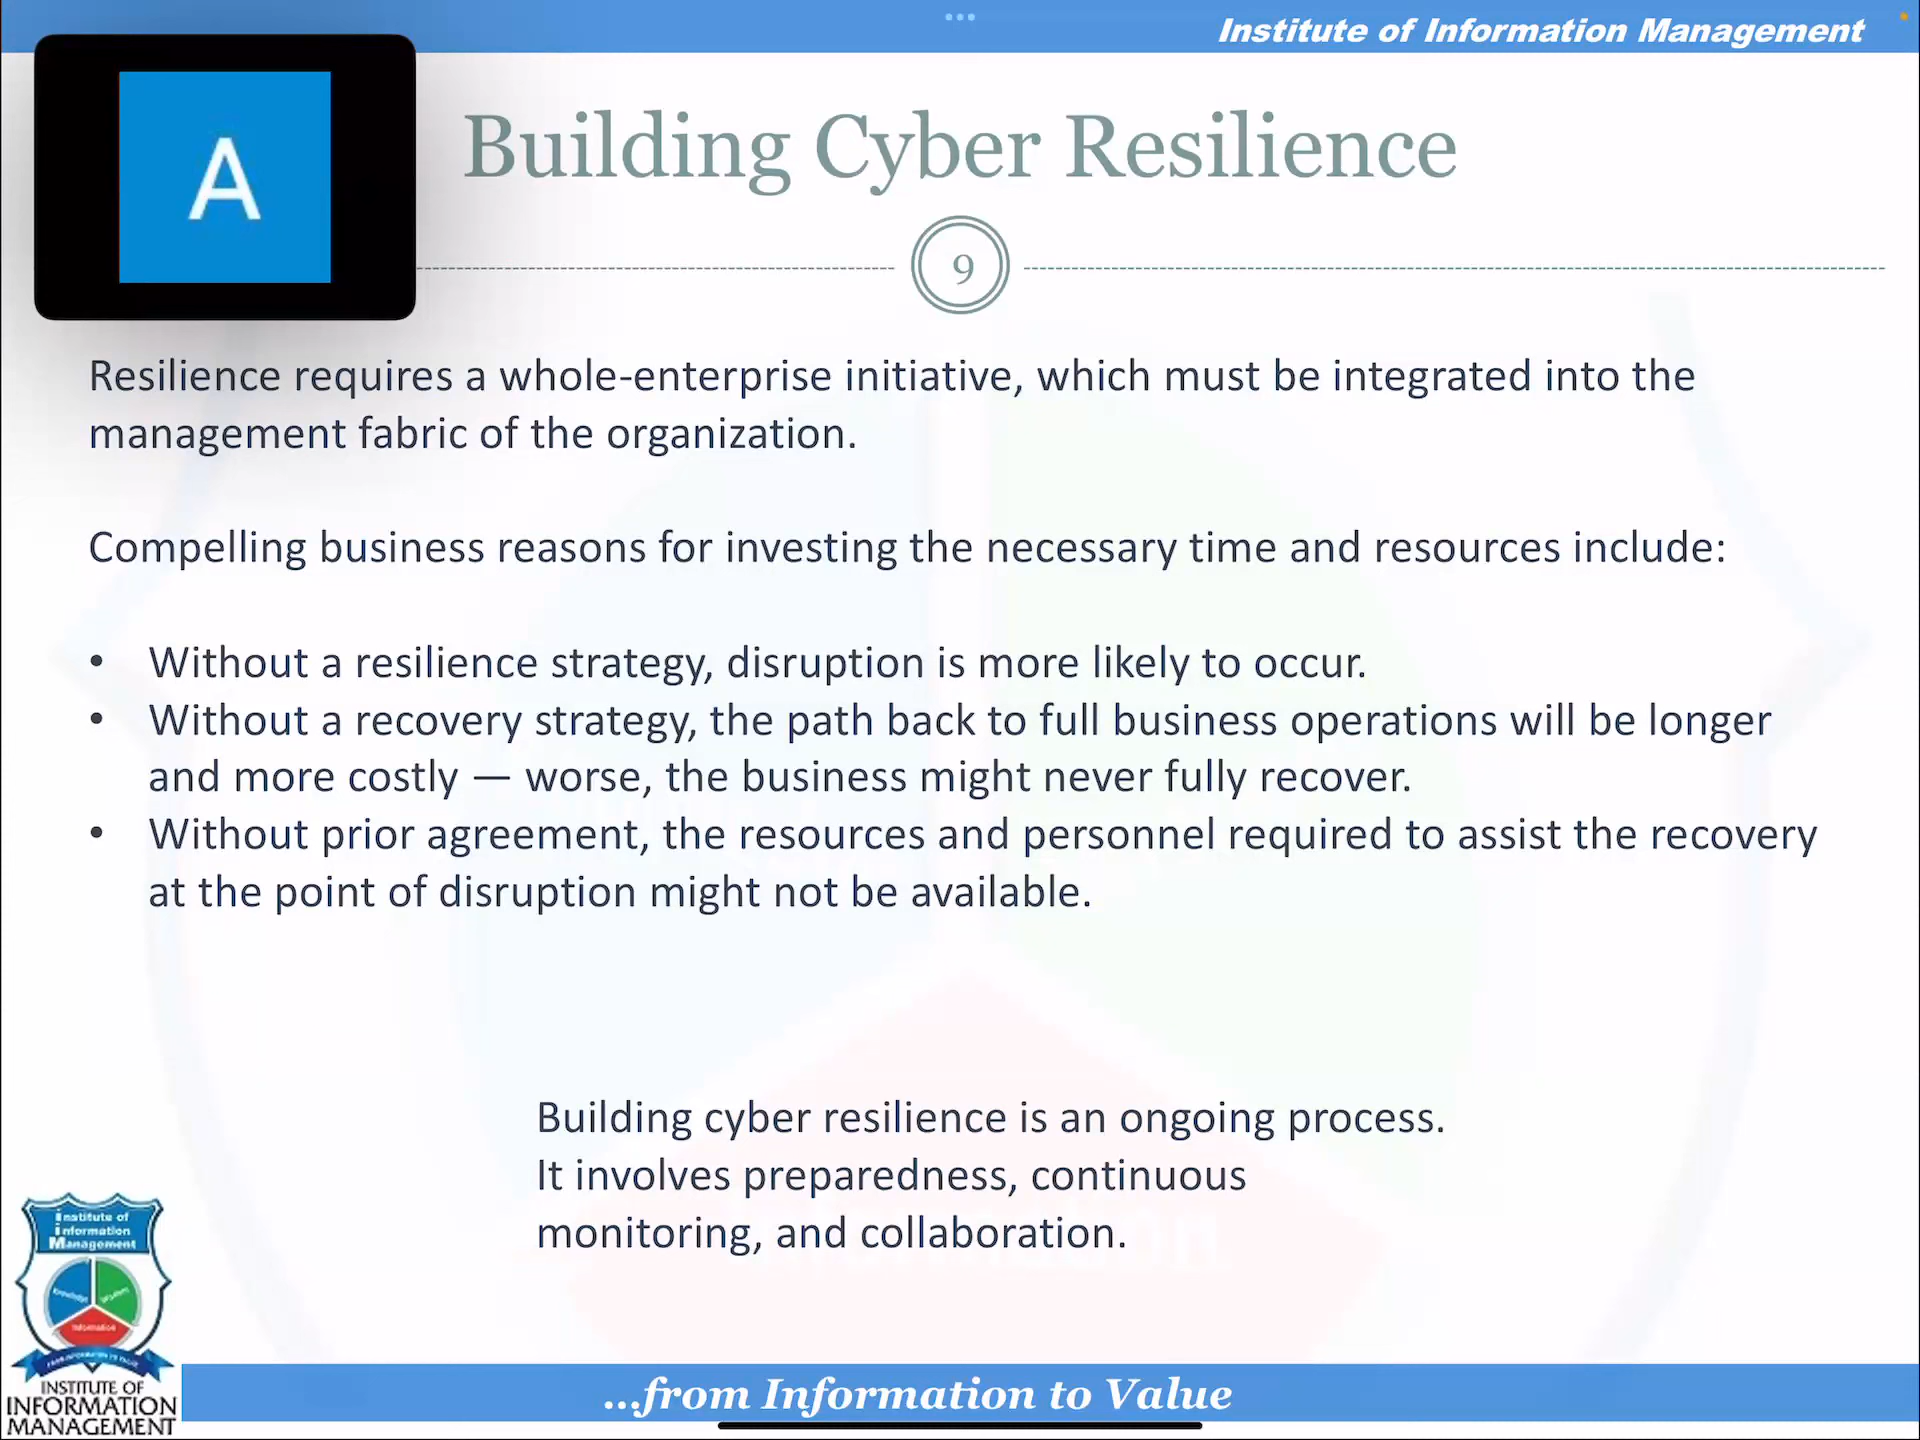 Institute of Information Management
A
Building Cyber Resilience
9
Resilience requires a whole-enterprise initiative, which must be integrated into the
management fabric of the organization.
Compelling business reasons for investing the necessary time and resources include:
• Without a resilience strategy, disruption is more likely to occur.
• Without a recovery strategy, the path back to full business operations will be longer
and more costly — worse, the business might never fully recover.
• Without prior agreement, the resources and personnel required to assist the recovery
at the point of disruption might not be available.
Building cyber resilience is an ongoing process.
It involves preparedness, continuous
monitoring, and collaboration.
Institute of
Information
Management
Knowledge
Wisdom
Information
INSTITUTE OF
INFORMATION
MANAGEMENT
...from Information to Value